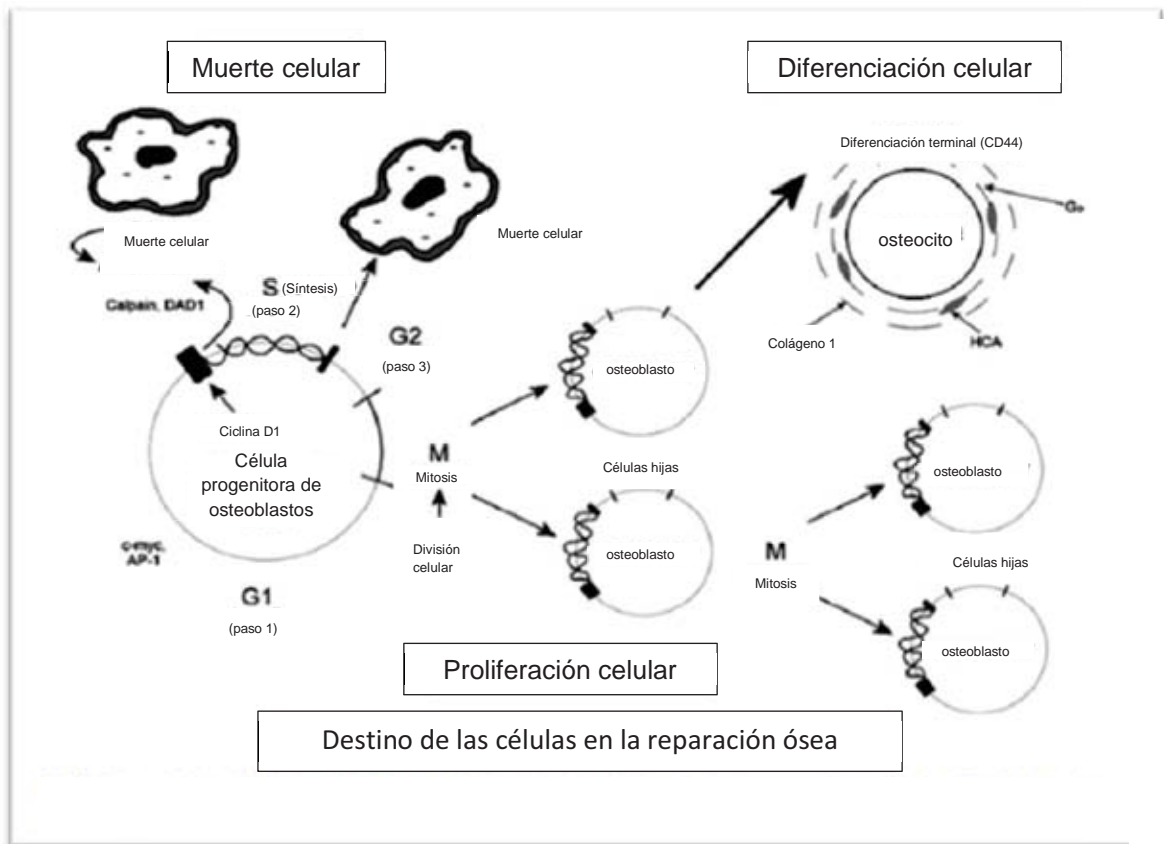 Muerte celular
Diferenciación celular
Diferenciación terminal (CD44)
G₀
osteocito
Muerte celular
Muerte celular
Calpain, DAD1
S (Síntesis)
(paso 2)
G2
(paso 3)
Colágeno 1
HCA
osteoblasto
Ciclina D1
Célula
progenitora de
osteoblastos
M
Mitosis
Células hijas
osteoblasto
osteoblasto
División
celular
c-myc,
AP-1
G1
(paso 1)
M
Mitosis
Células hijas
osteoblasto
Proliferación celular
Destino de las células en la reparación ósea